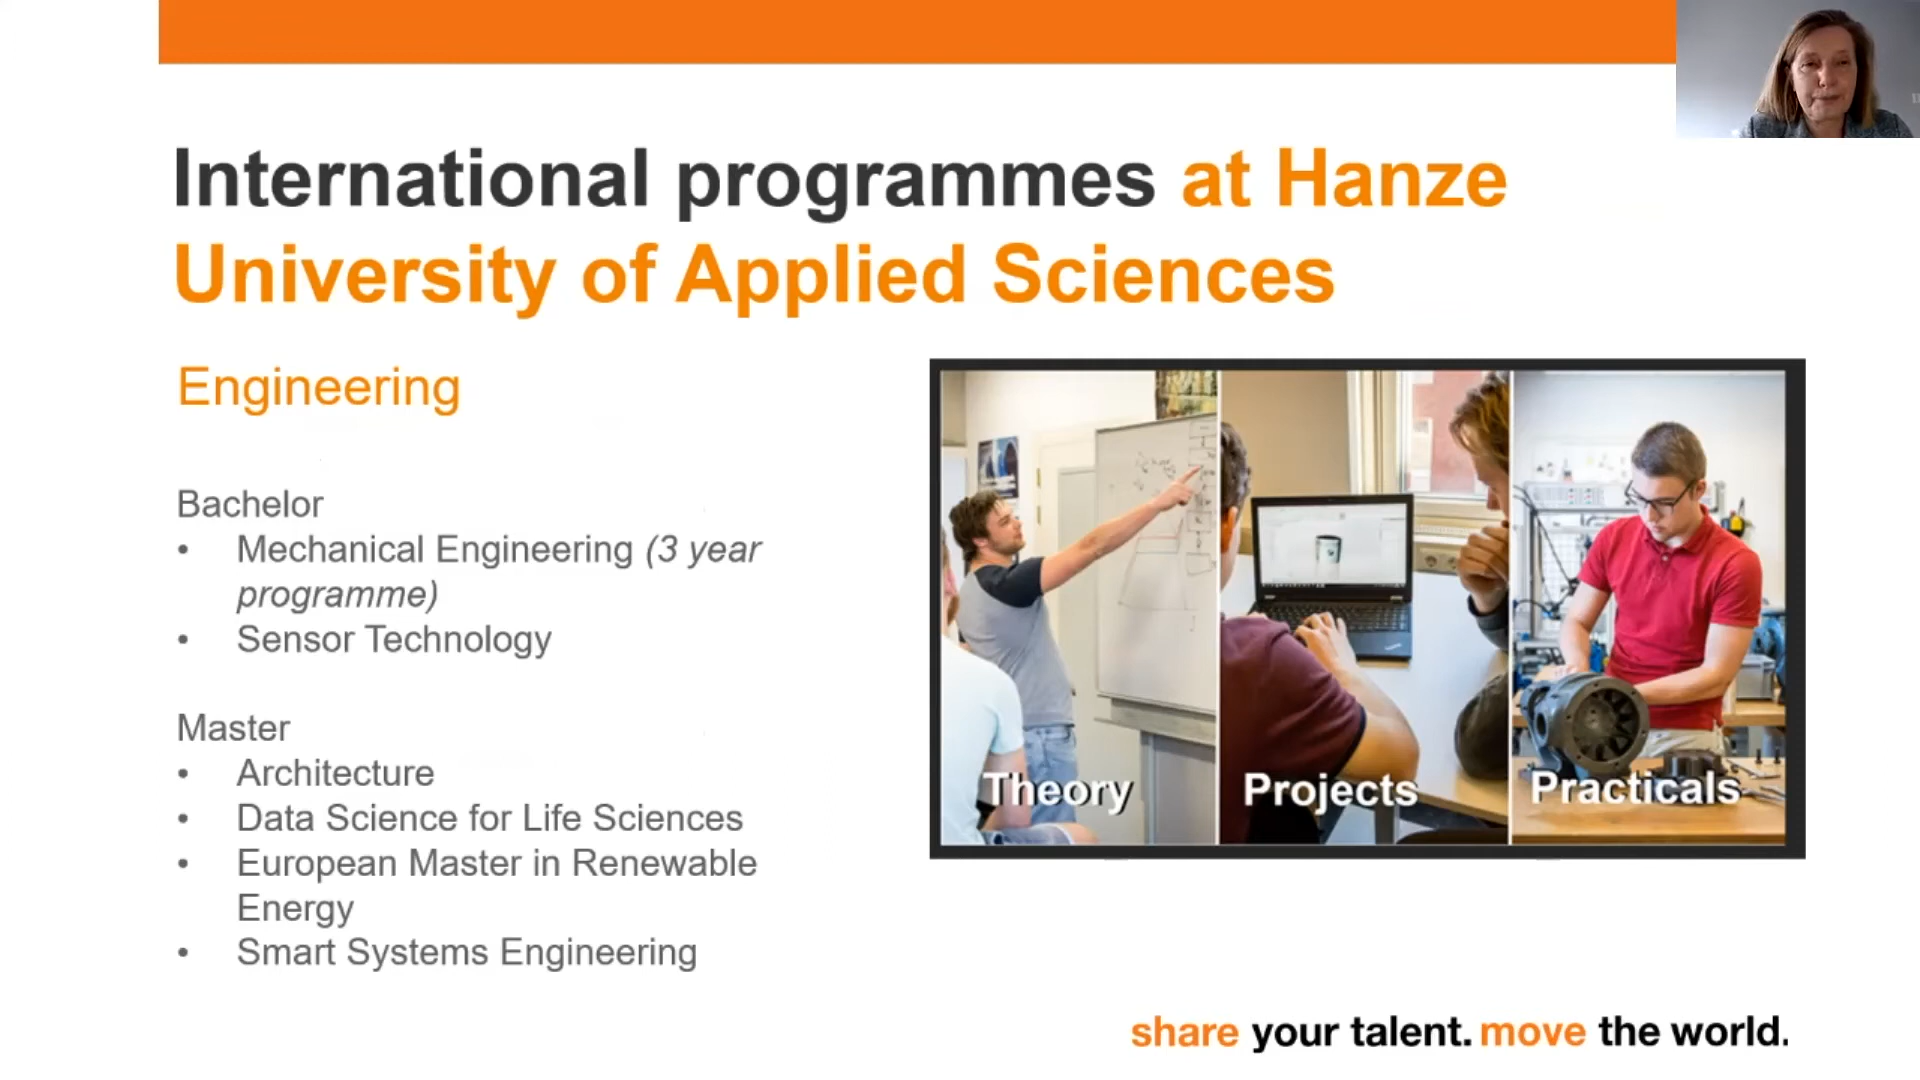 International programmes at Hanze
University of Applied Sciences
Engineering
Bachelor
• Mechanical Engineering (3 year
programme)
• Sensor Technology
Master
• Architecture
• Data Science for Life Sciences
• European Master in Renewable
Energy
• Smart Systems Engineering
Theory
Projects
Practicals
share your talent. move the world.